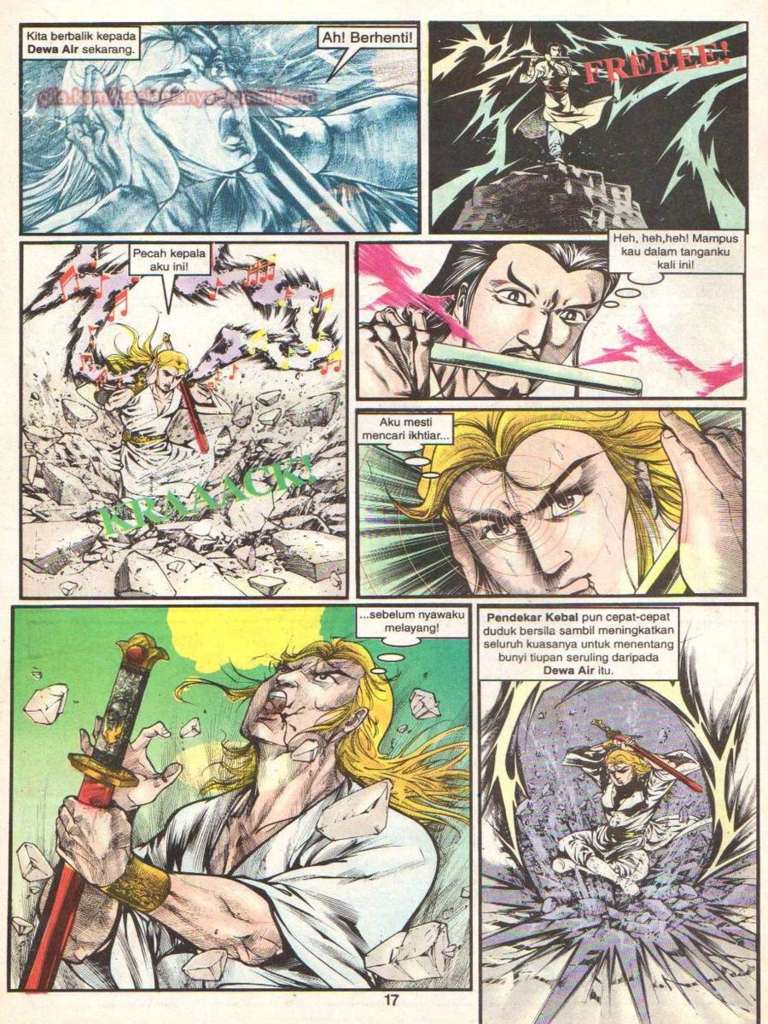 Kita berbalik kepada
Dewa Air sekarang.
Ah! Berhenti!
FREEEE!
Pecah kepala
aku ini!
KRAAACK!
Heh, heh,heh! Mampus
kau dalam tanganku
kali ini!
Aku mesti
mencari ikhtiar...
...sebelum nyawaku
melayang!
Pendekar Kebal pun cepat-cepat
duduk bersila sambil meningkatkan
seluruh kuasanya untuk menentang
bunyi tiupan seruling daripada
Dewa Air itu.
17